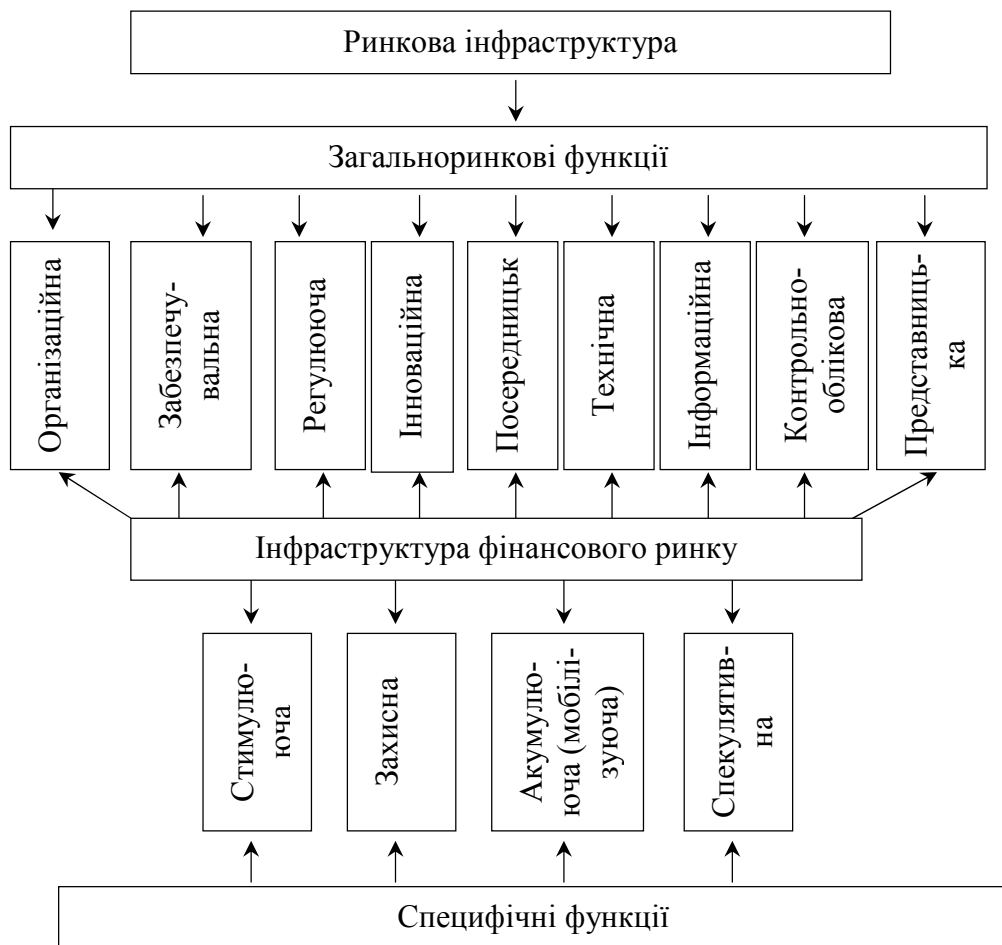 Ринкова інфраструктура
Загальноринкові функції
Організаційна
Забезпечу-
вальна
Регулююча
Інноваційна
Посередницьк
Технічна
Інформаційна
Контрольно-
облікова
Представниць-
ка
Інфраструктура фінансового ринку
Стимулю-
юча
Захисна
Акумулю-
юча (мобілі-
зуюча)
Спекулятив-
на
Специфічні функції